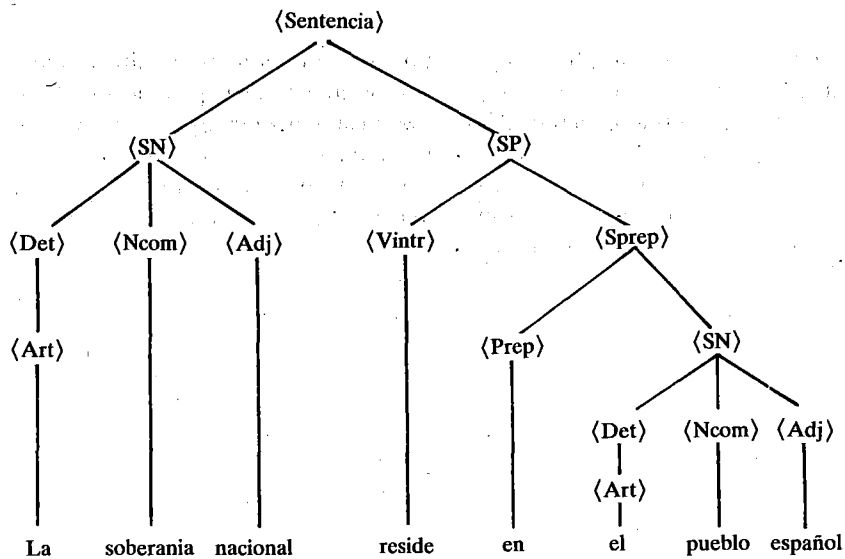 ⟨Sentencia⟩
⟨SN⟩ ⟨SP⟩
⟨Det⟩ ⟨Ncom⟩ ⟨Adj⟩ ⟨Vintr⟩ ⟨Sprep⟩
⟨Art⟩ ⟨Prep⟩ ⟨SN⟩
⟨Det⟩ ⟨Ncom⟩ ⟨Adj⟩
⟨Art⟩
La soberania nacional reside en el pueblo español